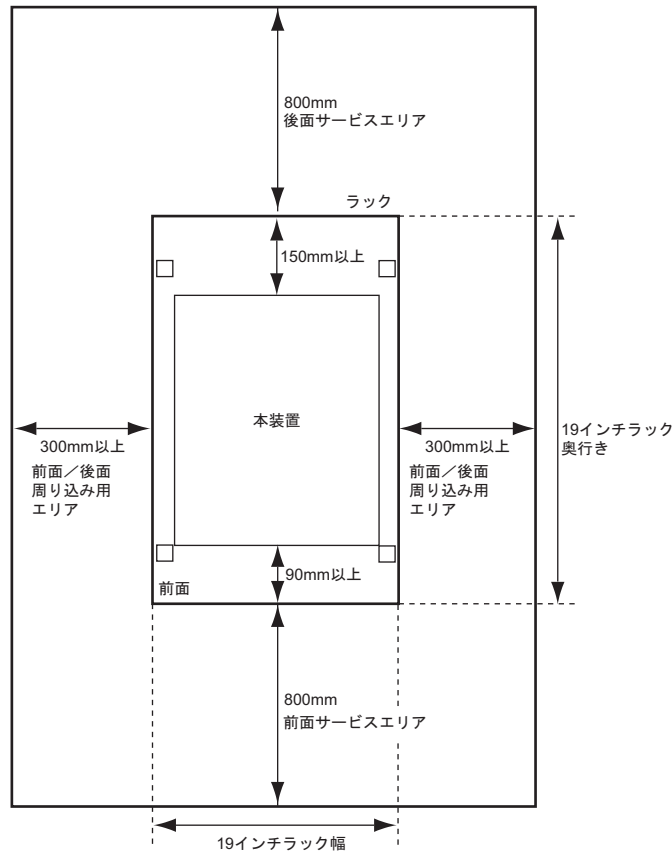 800mm
後面サービスエリア
ラック
150mm以上
本装置
300mm以上
前面／後面
周り込み用
エリア
300mm以上
前面／後面
周り込み用
エリア
19インチラック
奥行き
90mm以上
前面
800mm
前面サービスエリア
19インチラック幅